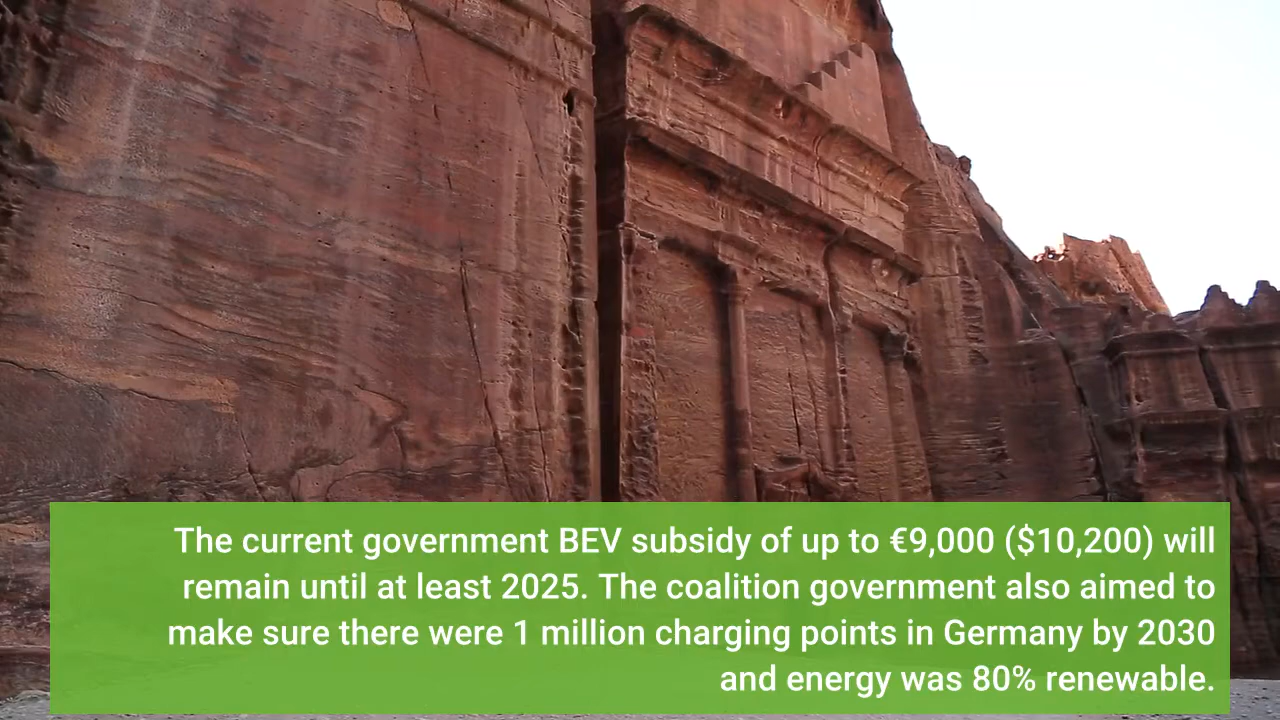 The current government BEV subsidy of up to €9,000 ($10,200) will
remain until at least 2025. The coalition government also aimed to
make sure there were 1 million charging points in Germany by 2030
and energy was 80% renewable.